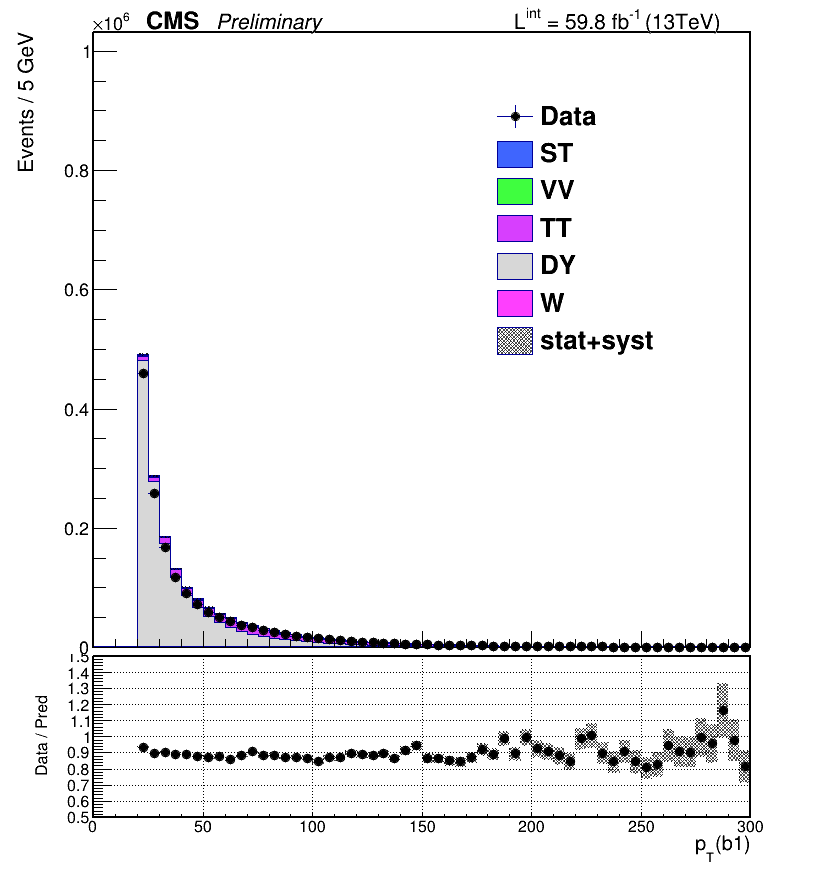 ×10⁶ CMS Preliminary L^int = 59.8 fb⁻¹ (13TeV)
Events / 5 GeV
1
0.8
0.6
0.4
0.2
0
Data
ST
VV
TT
DY
W
stat+syst
Data / Pred
1.5
1.4
1.3
1.2
1.1
1
0.9
0.8
0.7
0.6
0.5
0 50 100 150 200 250 300
p_T(b1)